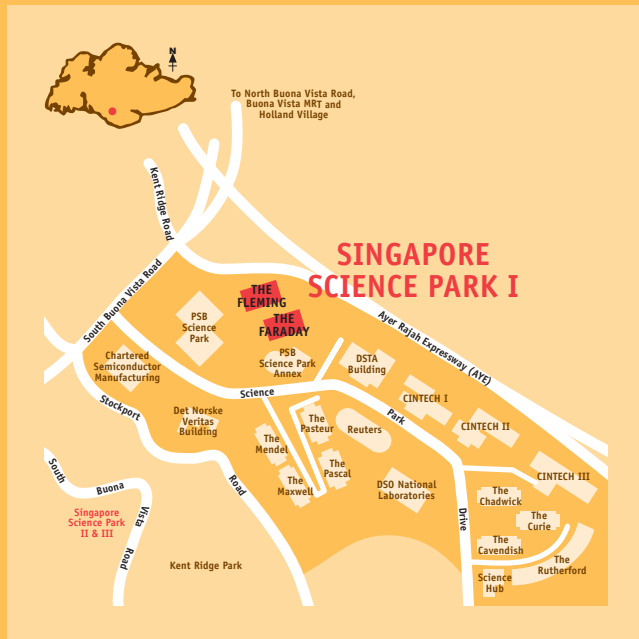 N
To North Buona Vista Road,
Buona Vista MRT and
Holland Village
Kent Ridge Road
SINGAPORE
SCIENCE PARK I
South Buona Vista Road
THE
FLEMING
THE
FARADAY
PSB
Science
Park
Ayer Rajah Expressway (AYE)
PSB
Science Park
Annex
DSTA
Building
Chartered
Semiconductor
Manufacturing
Science
Park
Drive
CINTECH I
Stockport
Road
Det Norske
Veritas
Building
The
Pasteur
Reuters
CINTECH II
The
Mendel
The
Pascal
The
Maxwell
DSO National
Laboratories
CINTECH III
The
Chadwick
The
Curie
The
Cavendish
The
Rutherford
Science
Hub
South
Buona
Vista
Road
Singapore
Science Park
II & III
Kent Ridge Park